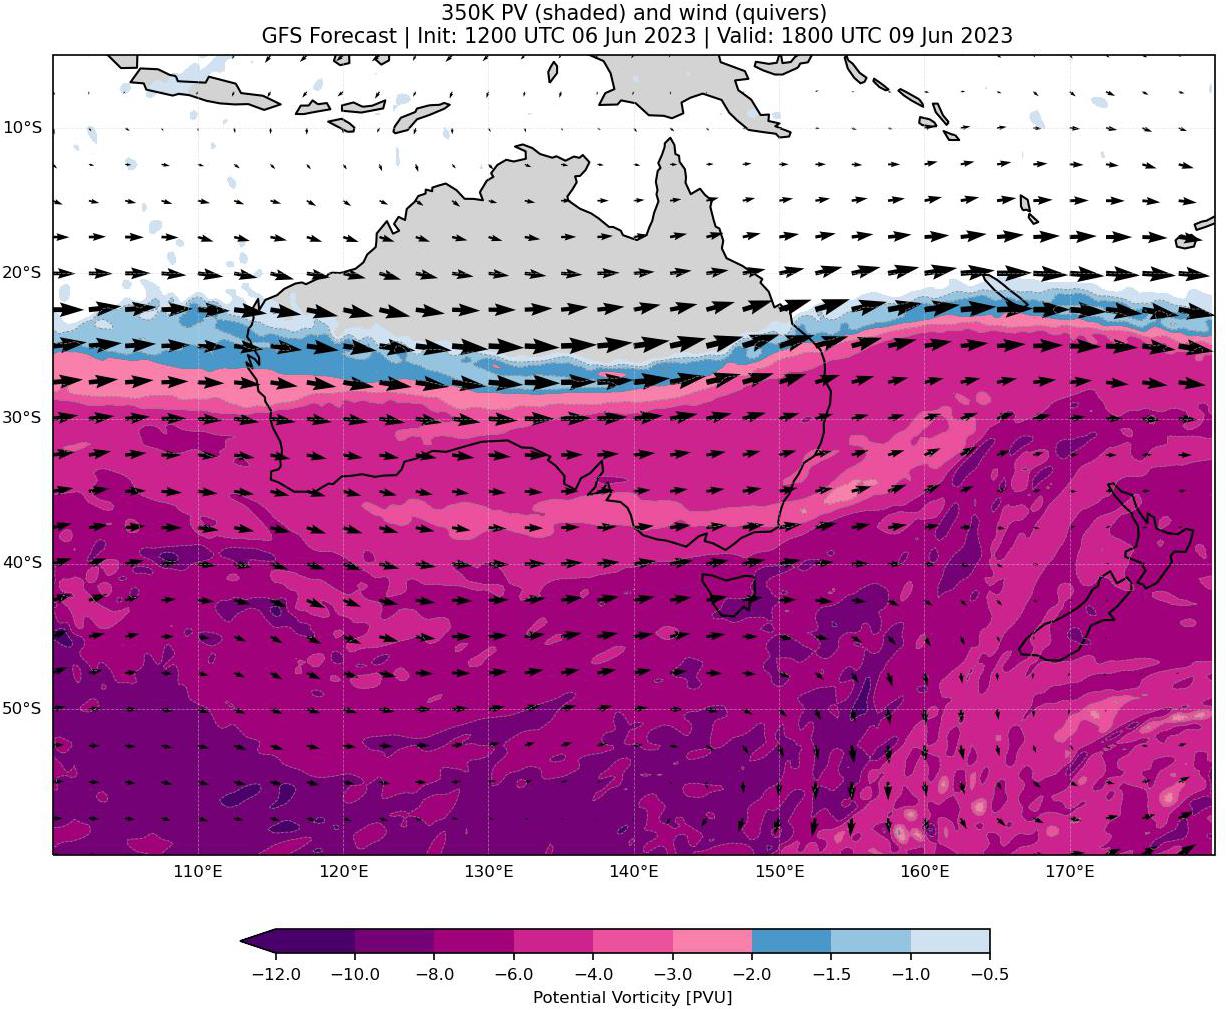 350K PV (shaded) and wind (quivers)
GFS Forecast | Init: 1200 UTC 06 Jun 2023 | Valid: 1800 UTC 09 Jun 2023
10°S
20°S
30°S
40°S
50°S
110°E 120°E 130°E 140°E 150°E 160°E 170°E
−12.0 −10.0 −8.0 −6.0 −4.0 −3.0 −2.0 −1.5 −1.0 −0.5
Potential Vorticity [PVU]